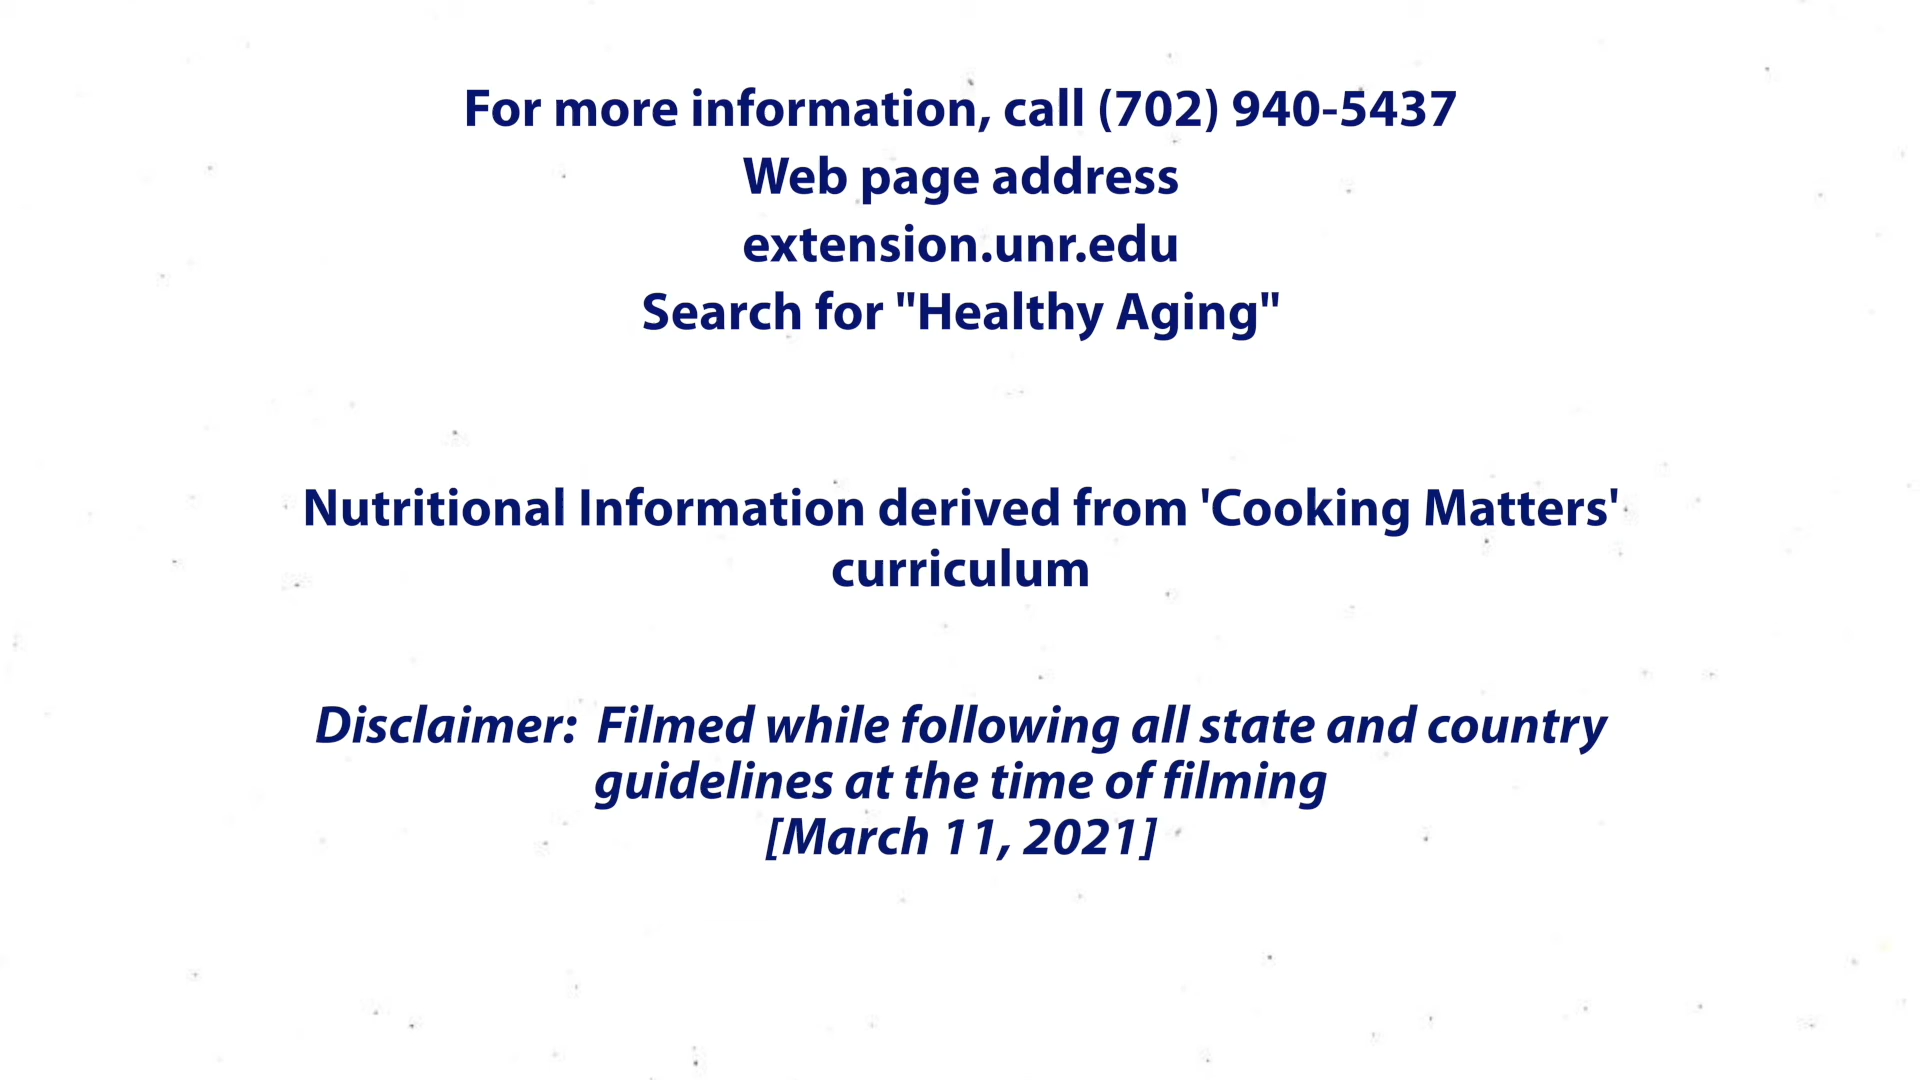 For more information, call (702) 940-5437
Web page address
extension.unr.edu
Search for "Healthy Aging"
Nutritional Information derived from 'Cooking Matters'
curriculum
Disclaimer:  Filmed while following all state and country
guidelines at the time of filming
[March 11, 2021]